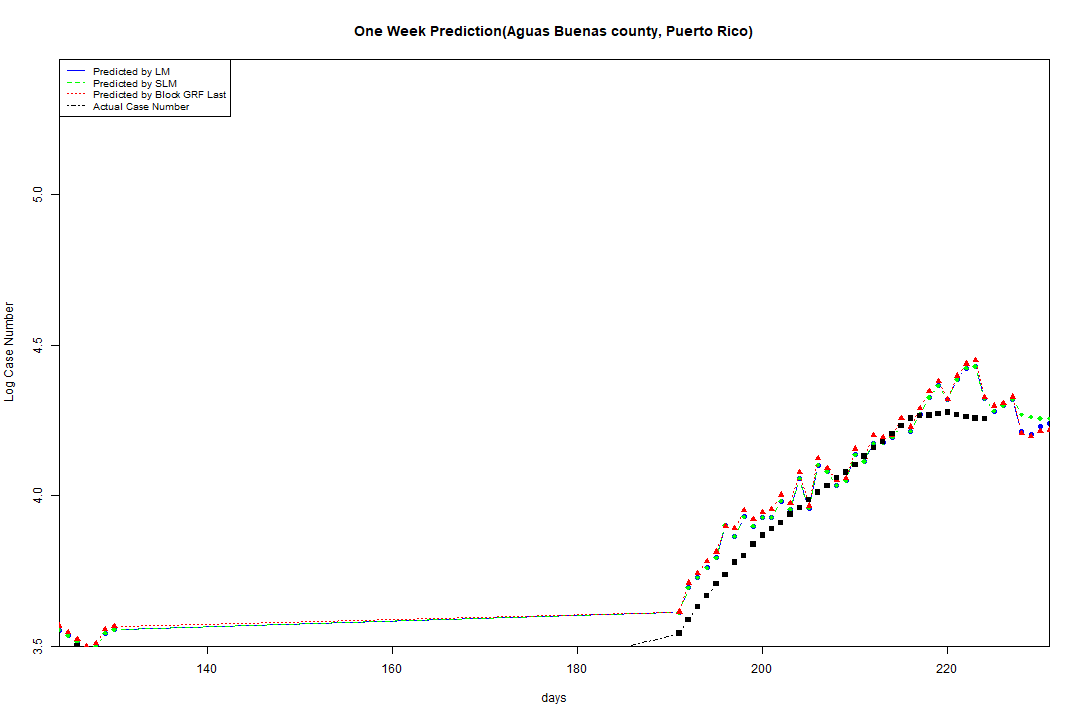 One Week Prediction(Aguas Buenas county, Puerto Rico)
Predicted by LM
Predicted by SLM
Predicted by Block GRF Last
Actual Case Number
5.0
4.5
4.0
3.5
Log Case Number
140 160 180 200 220
days